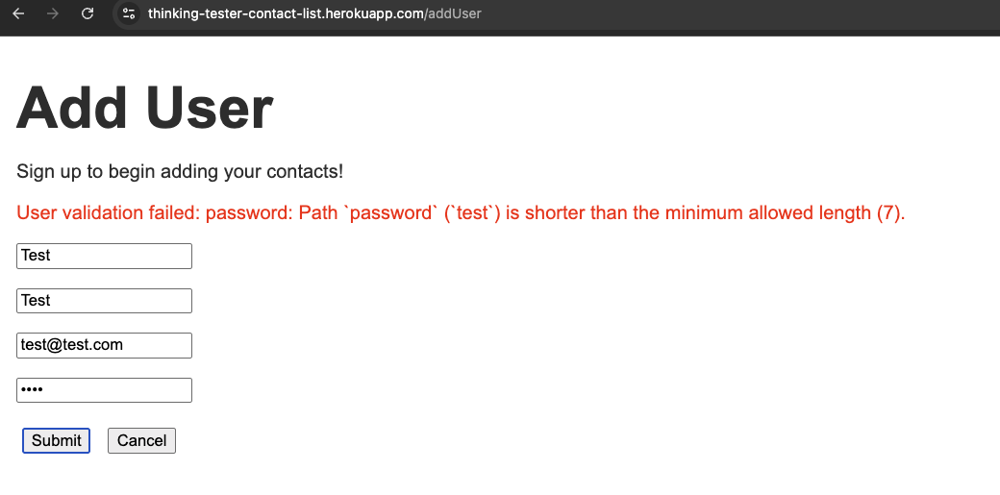 thinking-tester-contact-list.herokuapp.com/addUser
Add User
Sign up to begin adding your contacts!
User validation failed: password: Path `password` (`test`) is shorter than the minimum allowed length (7).
Test
Test
test@test.com
••••
Submit Cancel